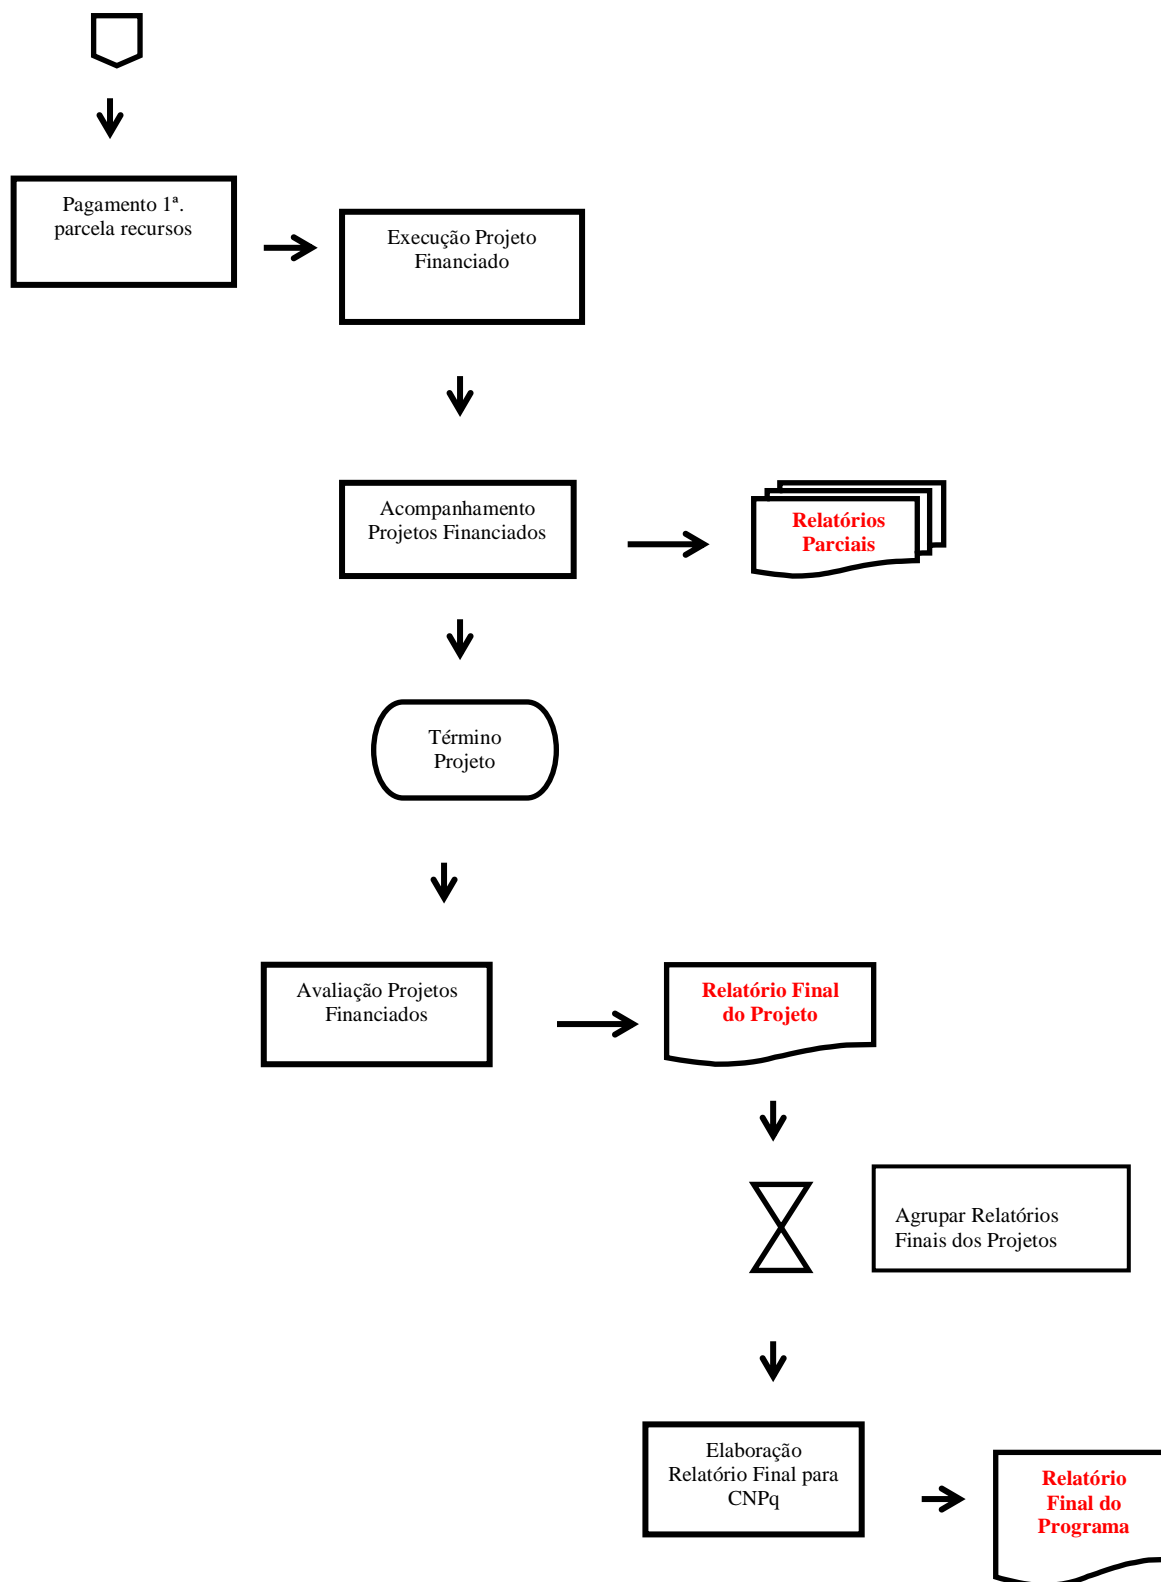 Pagamento 1ª.
parcela recursos
Execução Projeto
Financiado
Acompanhamento
Projetos Financiados
Relatórios
Parciais
Término
Projeto
Avaliação Projetos
Financiados
Relatório Final
do Projeto
Agrupar Relatórios
Finais dos Projetos
Elaboração
Relatório Final para
CNPq
Relatório
Final do
Programa